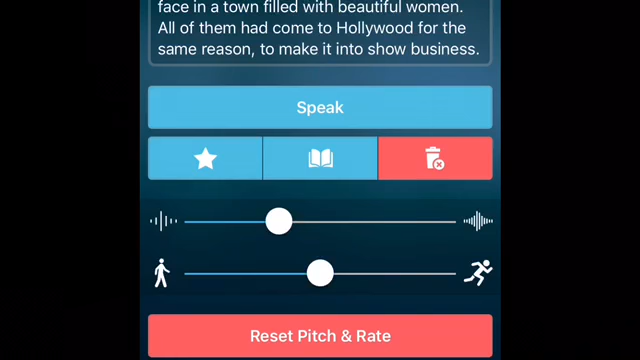 face in a town filled with beautiful women.
All of them had come to Hollywood for the
same reason, to make it into show business.
Speak
Reset Pitch & Rate